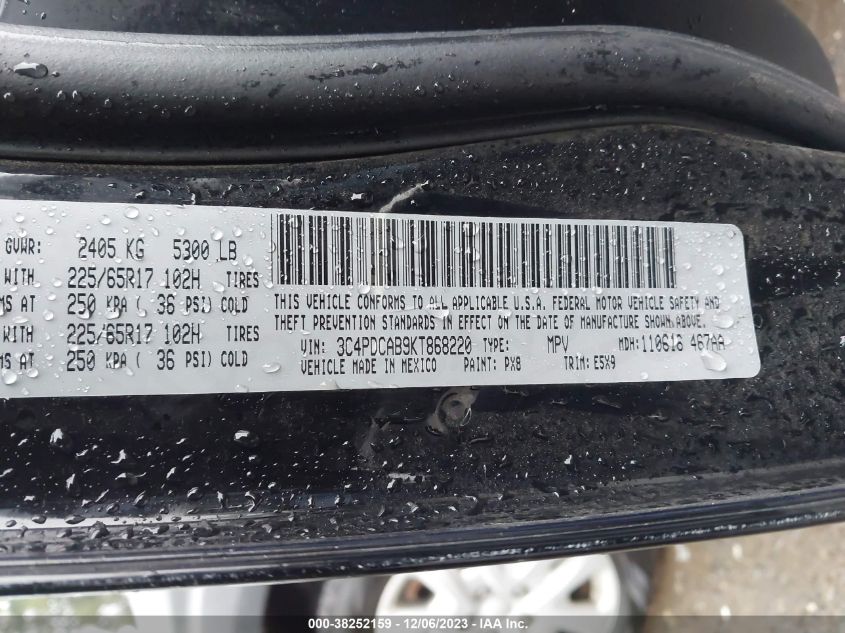 GVWR: 2405 KG 5300 LB
WITH 225/65R17 102H TIRES
MS AT 250 KPA ( 36 PSI) COLD
WITH 225/65R17 102H TIRES
MS AT 250 KPA ( 36 PSI) COLD
THIS VEHICLE CONFORMS TO ALL APPLICABLE U.S.A. FEDERAL MOTOR VEHICLE SAFETY AND
THEFT PREVENTION STANDARDS IN EFFECT ON THE DATE OF MANUFACTURE SHOWN ABOVE.
VIN: 3C4PDCAB9KT868220 TYPE: MPV MDH: 110618 467AA
VEHICLE MADE IN MEXICO PAINT: PX8 TRIM: E5X9
000-38252159 - 12/06/2023 - IAA Inc.